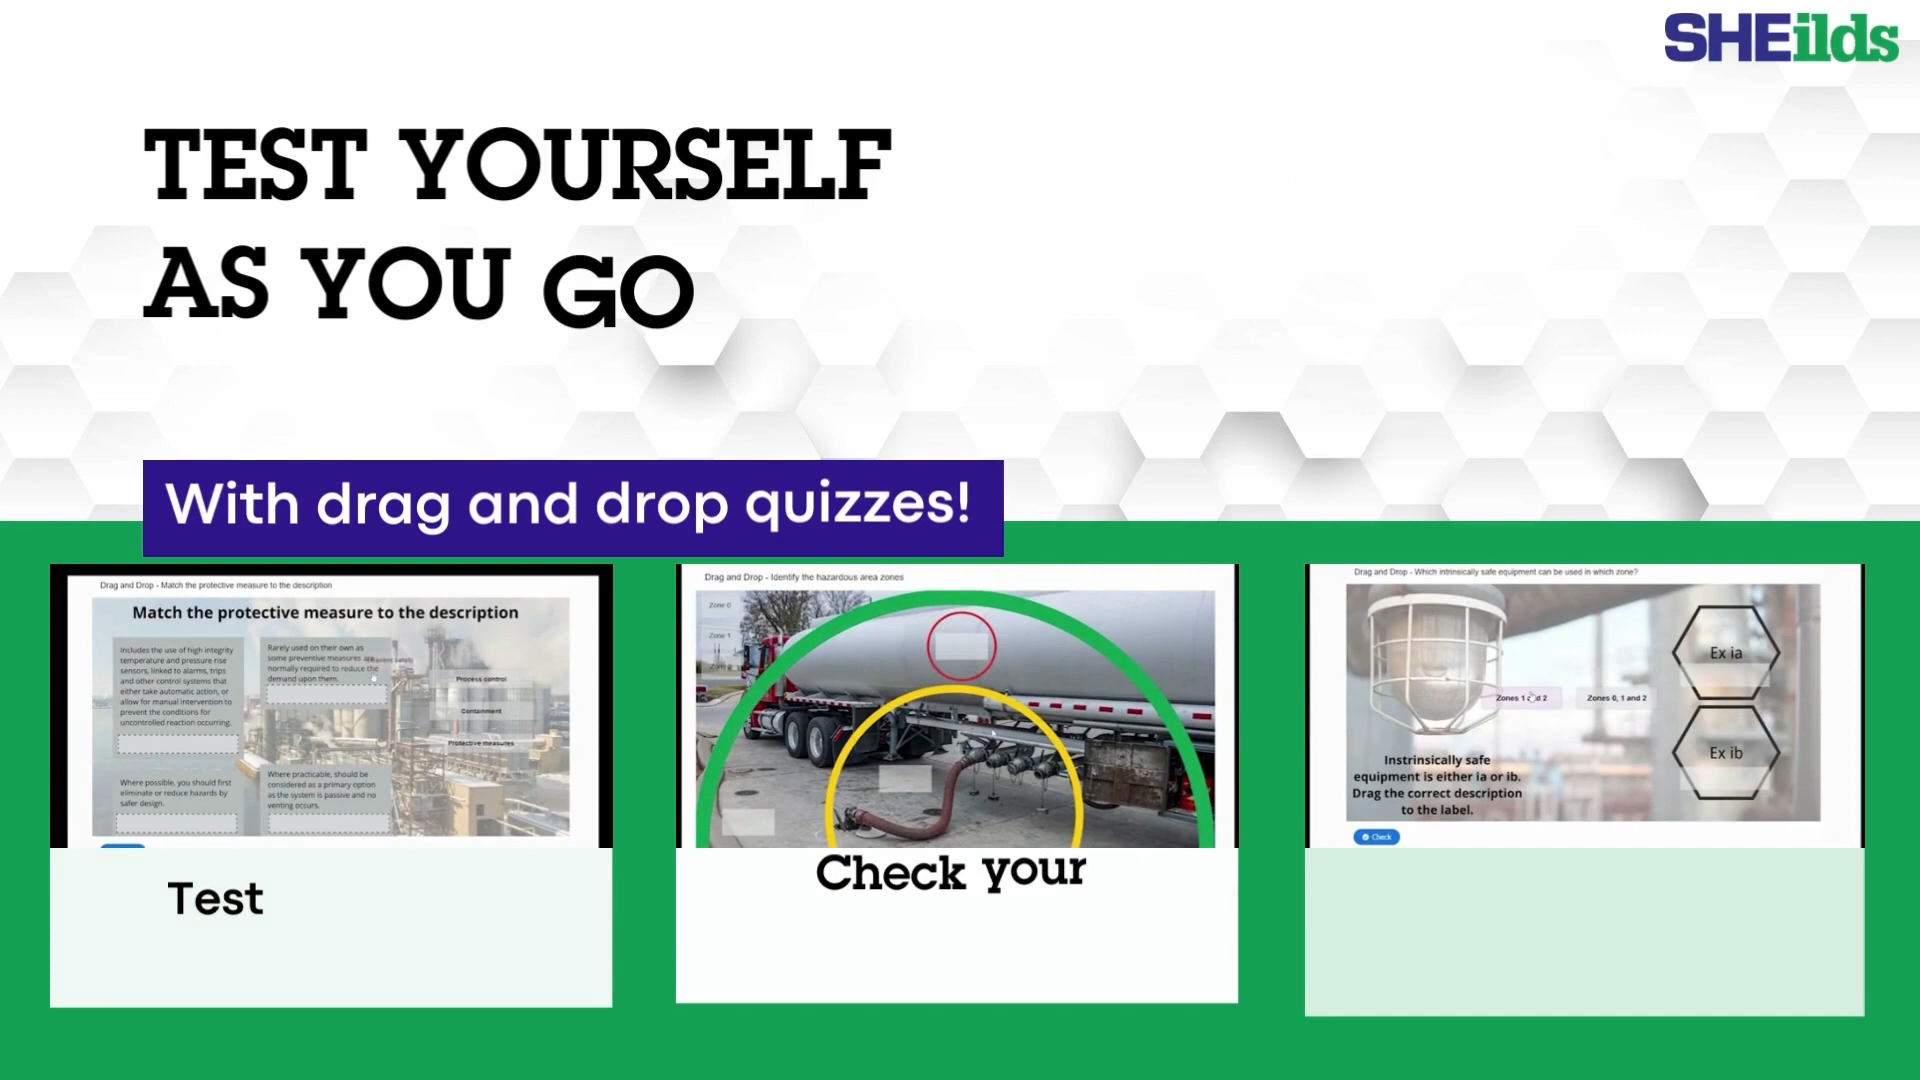 SHEilds
TEST YOURSELF
AS YOU GO
With drag and drop quizzes!
Drag and Drop - Match the protective measure to the description
Match the protective measure to the description
Includes the use of high integrity
temperature and pressure rise
sensors, linked to alarms, trips
and other control systems that
either take automatic action, or
allow for manual intervention to
prevent the conditions for
uncontrolled reaction occurring.
Rarely used on their own as
some preventive measures are
normally required to reduce the
demand upon them.
Process control
Containment
Protective measures
Where possible, you should first
eliminate or reduce hazards by
safer design.
Where practicable, should be
considered as a primary option
as the system is passive and no
venting occurs.
Test
Drag and Drop - Identify the hazardous area zones
Zone 0
Zone 1
Check your
Drag and Drop - Which intrinsically safe equipment can be used in which zone?
Ex ia
Zones 1 and 2
Zones 0, 1 and 2
Ex ib
Instrinsically safe
equipment is either ia or ib.
Drag the correct description
to the label.
Check